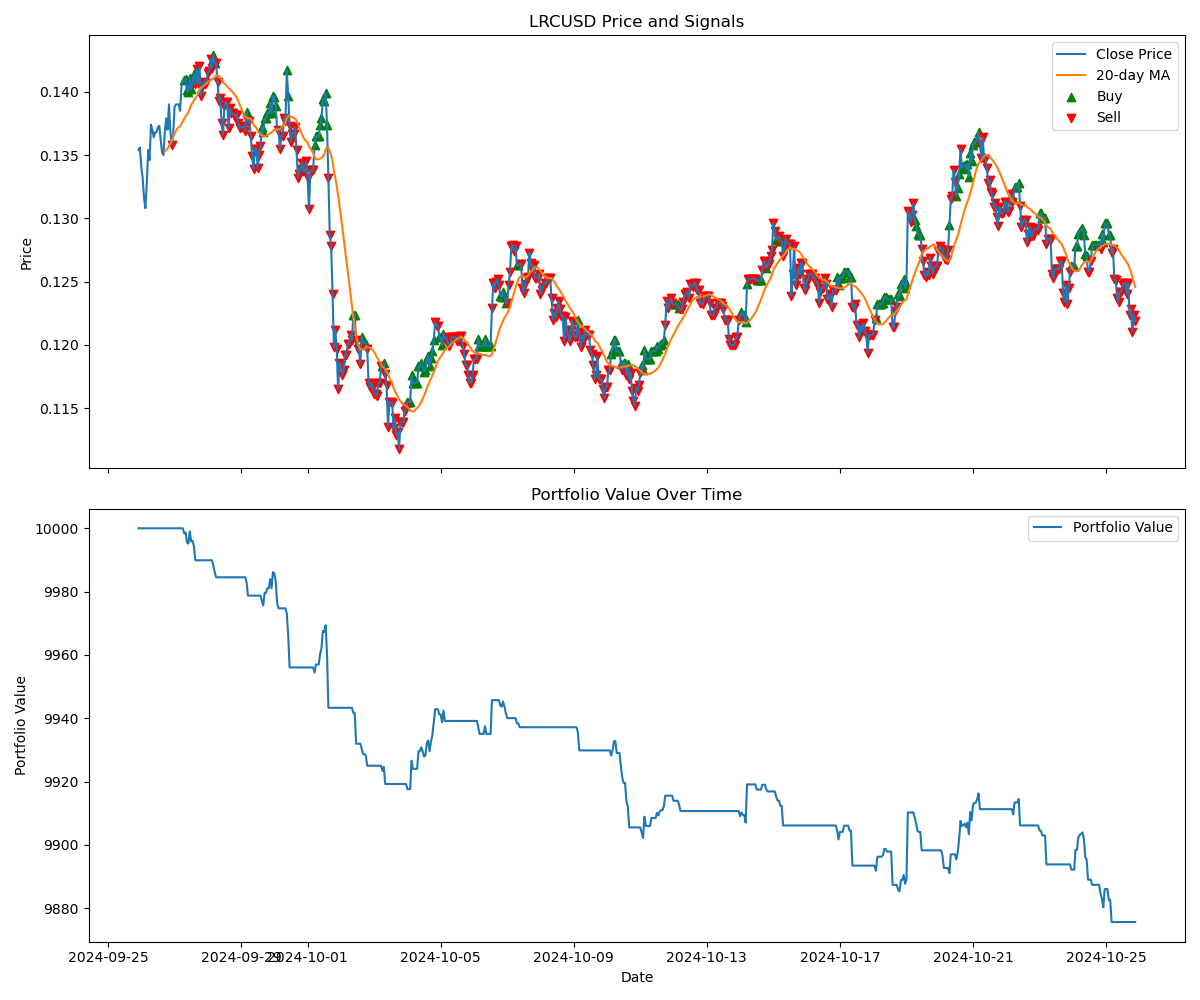 LRCUSD Price and Signals
Close Price
20-day MA
Buy
Sell
0.140
0.135
0.130
0.125
0.120
0.115
Price
Portfolio Value Over Time
Portfolio Value
10000
9980
9960
9940
9920
9900
9880
Portfolio Value
2024-09-25
2024-09-29
2024-10-01
2024-10-05
2024-10-09
2024-10-13
2024-10-17
2024-10-21
2024-10-25
Date